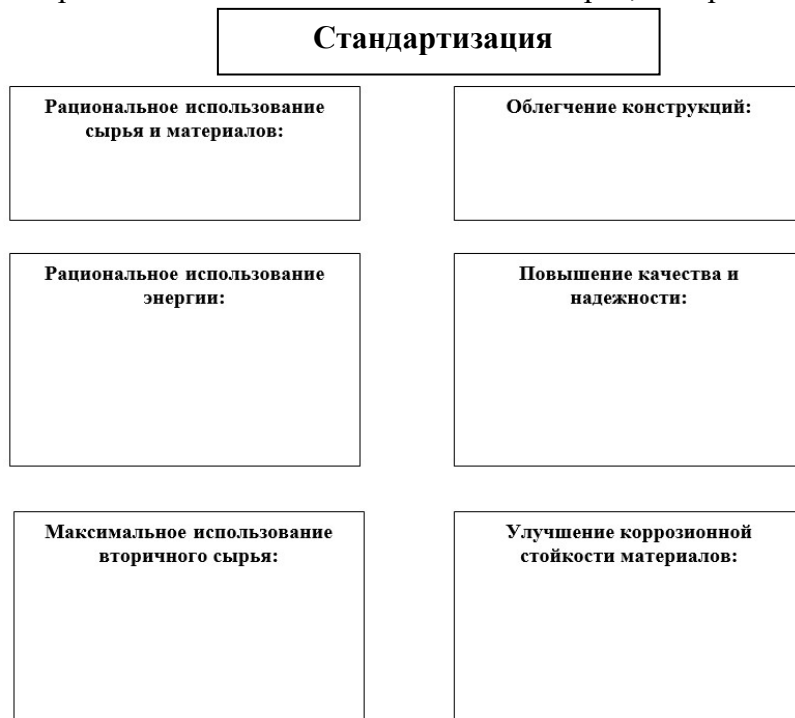 Стандартизация
Рациональное использование
сырья и материалов:
Облегчение конструкций:
Рациональное использование
энергии:
Повышение качества и
надежности:
Максимальное использование
вторичного сырья:
Улучшение коррозионной
стойкости материалов: